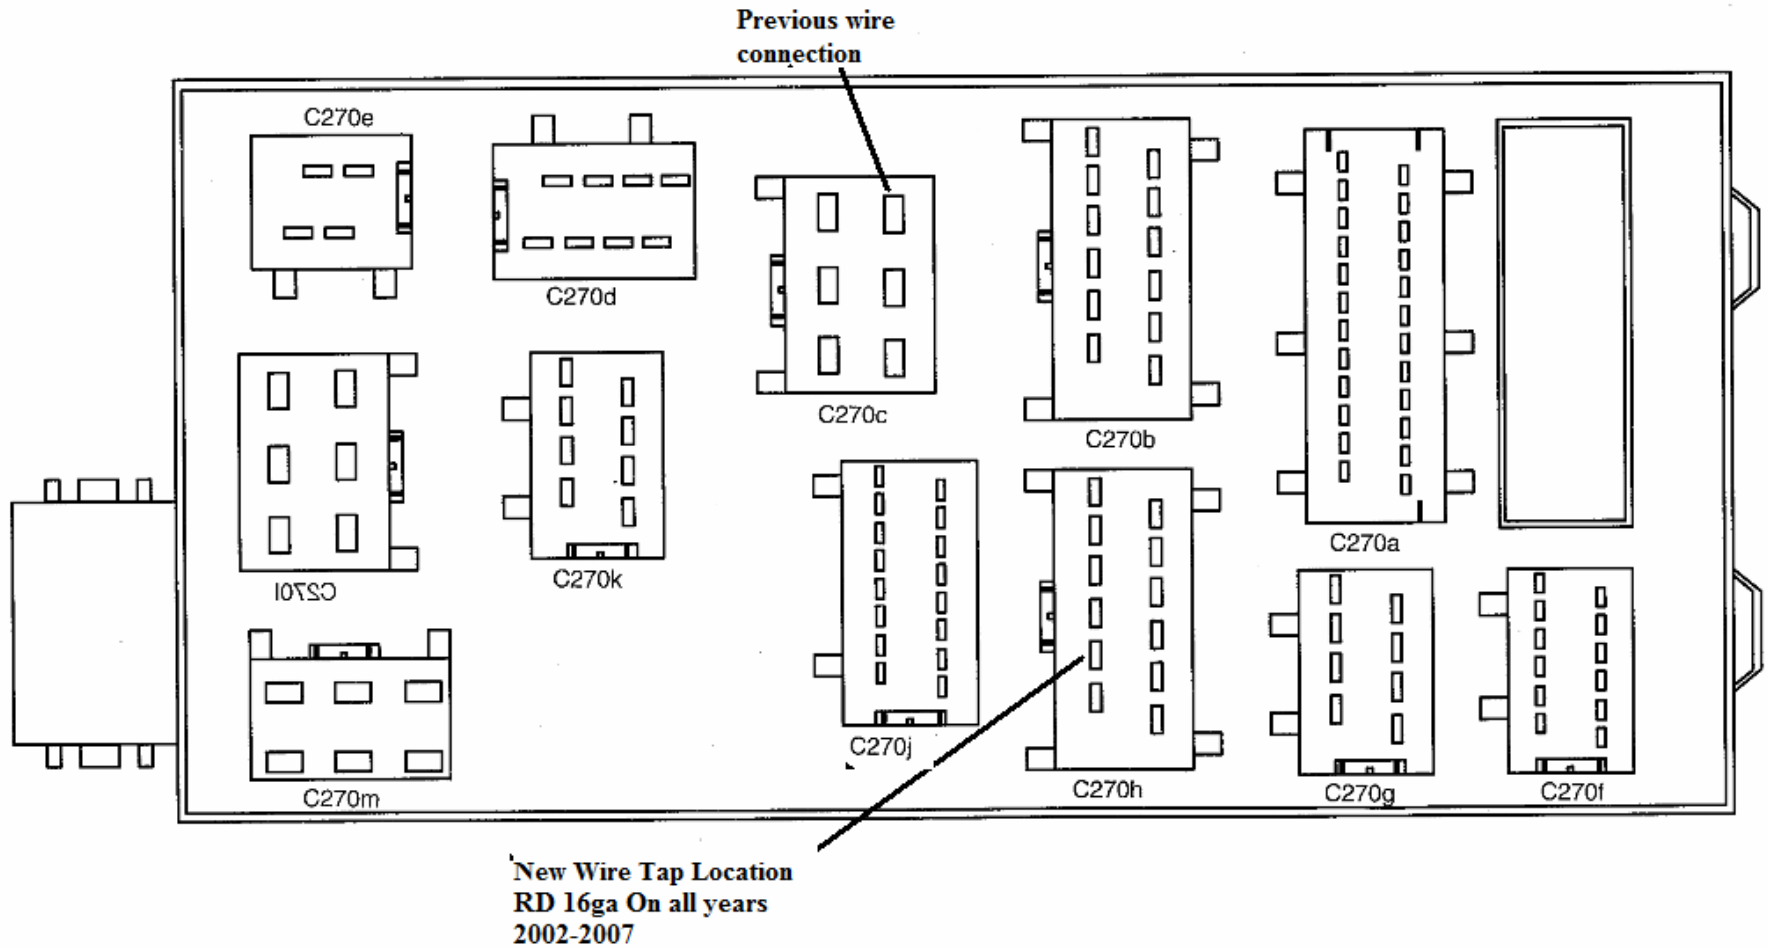 Previous wire
connection
C270e
C270d
C270c
C270b
C270a
C270l
C270k
C270j
C270h
C270g
C270f
C270m
New Wire Tap Location
RD 16ga On all years
2002-2007